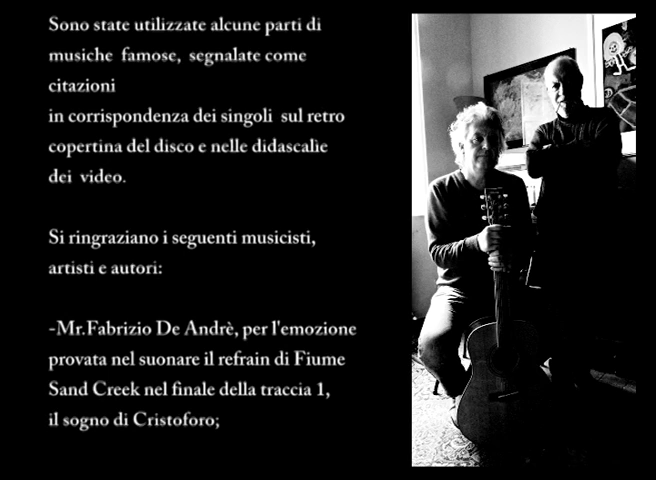 Sono state utilizzate alcune parti di
musiche famose, segnalate come
citazioni
in corrispondenza dei singoli sul retro
copertina del disco e nelle didascalie
dei video.
Si ringraziano i seguenti musicisti,
artisti e autori:
-Mr.Fabrizio De Andrè, per l'emozione
provata nel suonare il refrain di Fiume
Sand Creek nel finale della traccia 1,
il sogno di Cristoforo;